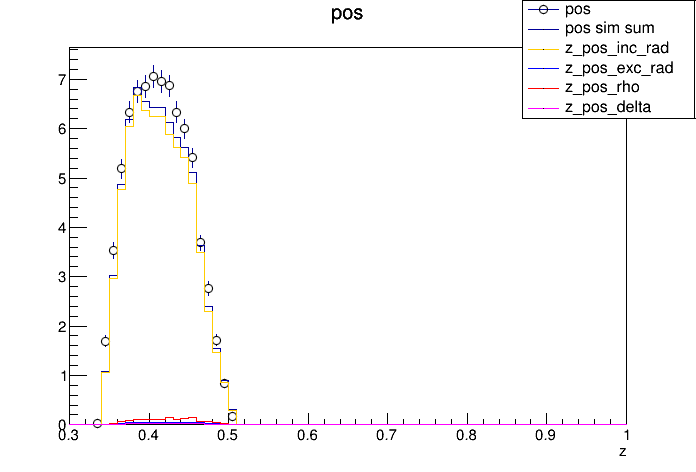 pos
pos
pos sim sum
z_pos_inc_rad
z_pos_exc_rad
z_pos_rho
z_pos_delta
7
6
5
4
3
2
1
0
0.3 0.4 0.5 0.6 0.7 0.8 0.9 1
z